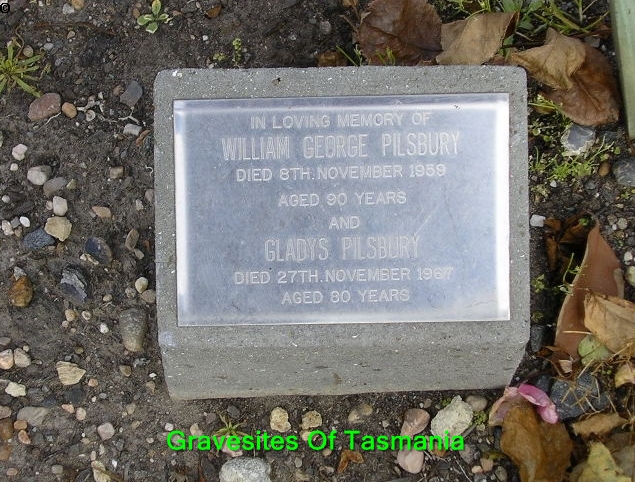 IN LOVING MEMORY OF
WILLIAM GEORGE PILSBURY
DIED 8TH. NOVEMBER 1959
AGED 90 YEARS
AND
GLADYS PILSBURY
DIED 27TH. NOVEMBER 1967
AGED 80 YEARS
Gravesites Of Tasmania
©